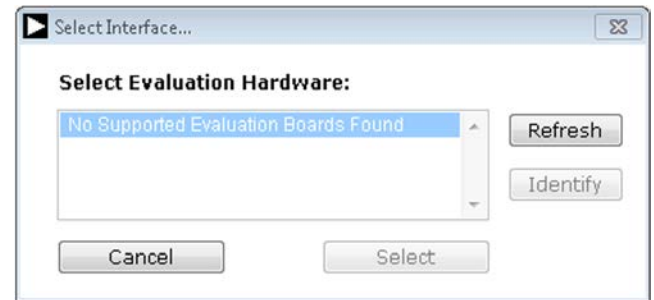 Select Interface...
Select Evaluation Hardware:
No Supported Evaluation Boards Found
Refresh
Identify
Cancel
Select